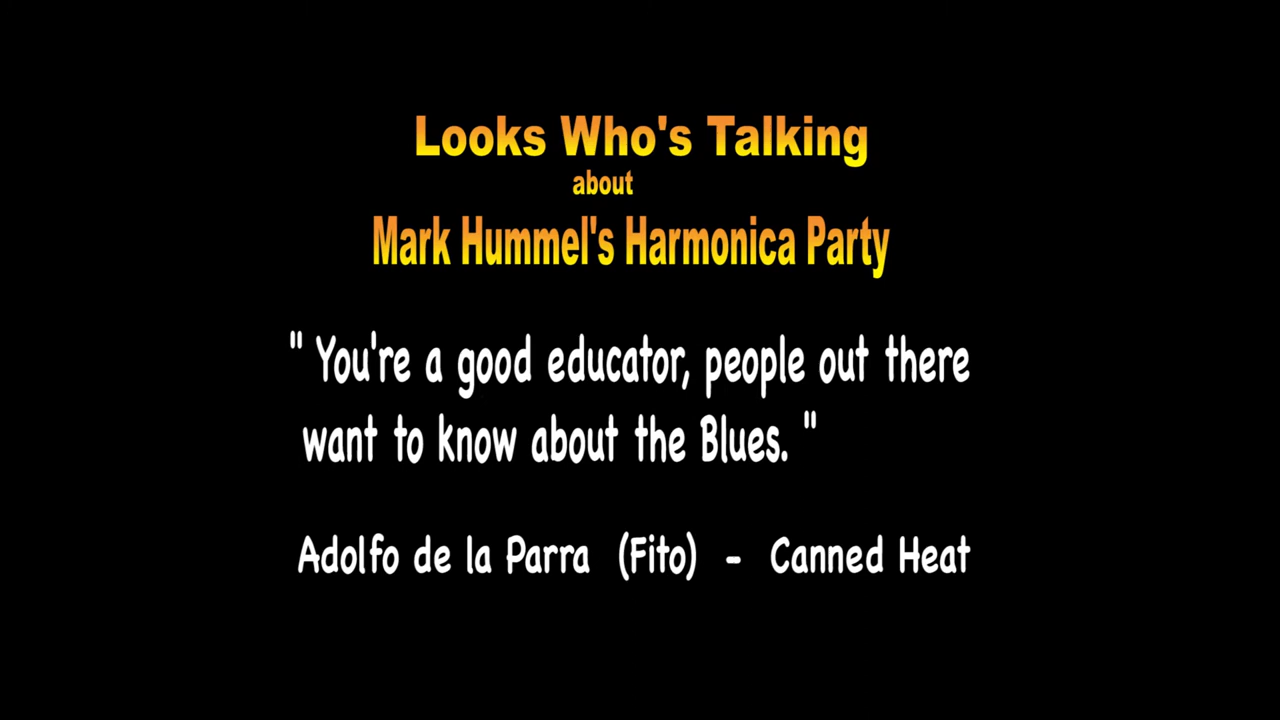 Looks Who's Talking
about
Mark Hummel's Harmonica Party
" You're a good educator, people out there
want to know about the Blues. "
Adolfo de la Parra (Fito) - Canned Heat